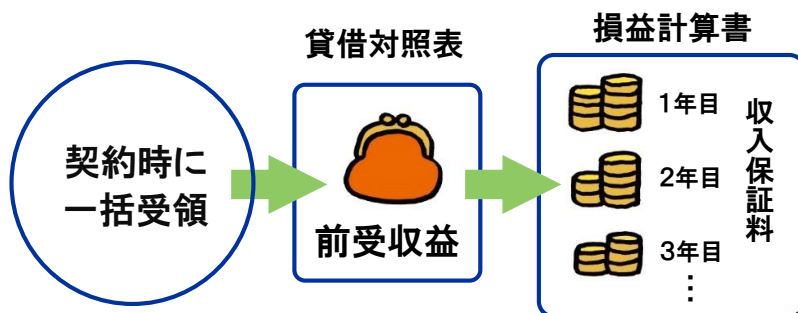 契約時に
一括受領
貸借対照表
前受収益
損益計算書
1年目
2年目
3年目
⋮
収入保証料